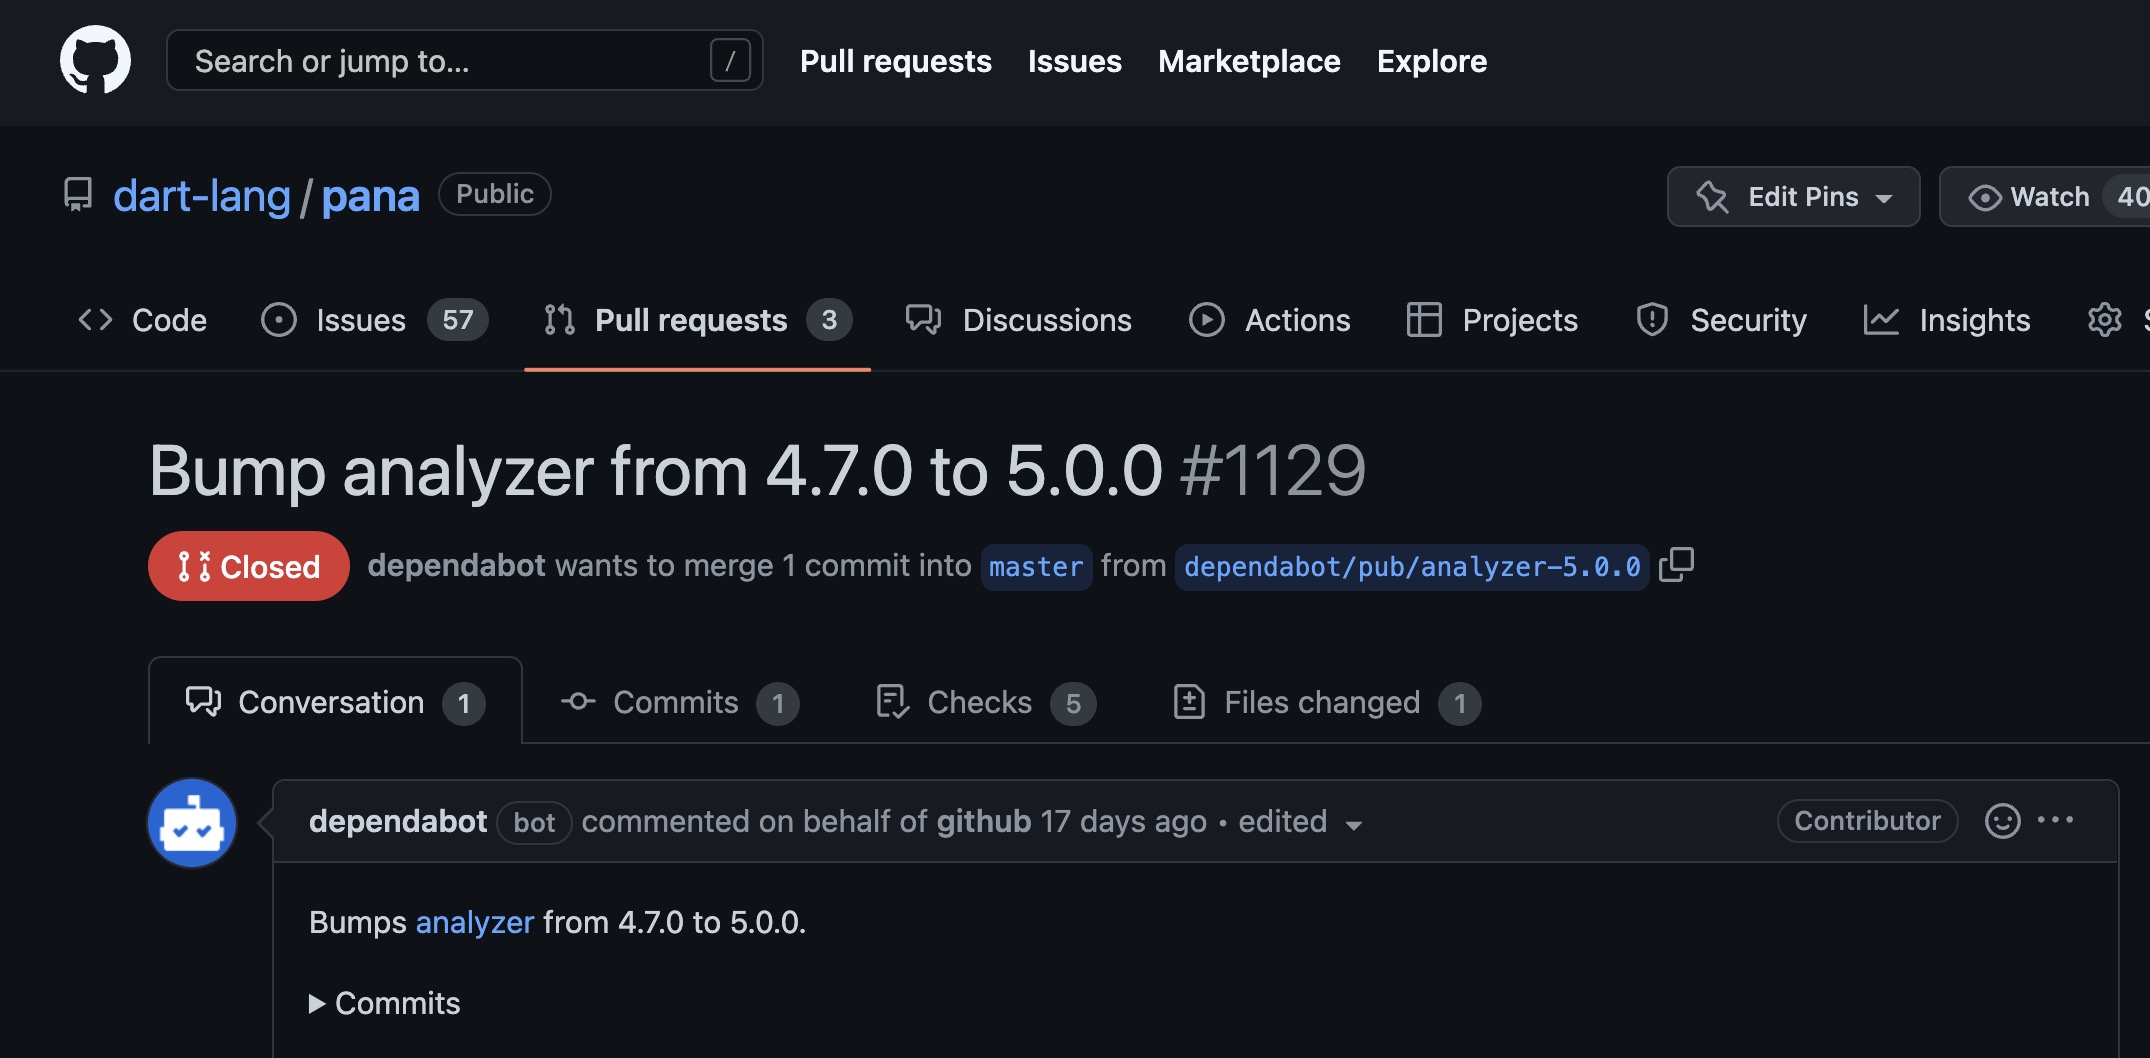 Search or jump to... / Pull requests Issues Marketplace Explore
dart-lang / pana Public Edit Pins Watch 40
Code Issues 57 Pull requests 3 Discussions Actions Projects Security Insights
Bump analyzer from 4.7.0 to 5.0.0 #1129
Closed dependabot wants to merge 1 commit into master from dependabot/pub/analyzer-5.0.0
Conversation 1 Commits 1 Checks 5 Files changed 1
dependabot bot commented on behalf of github 17 days ago • edited Contributor
Bumps analyzer from 4.7.0 to 5.0.0.
Commits